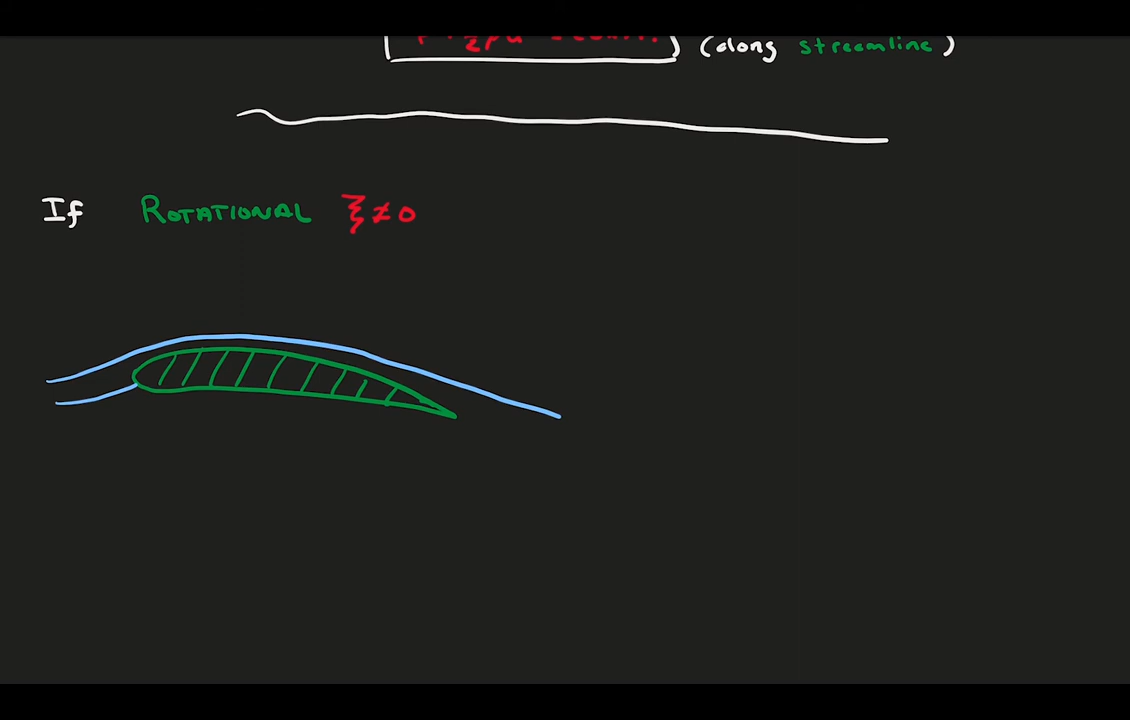 (along streamline)
If ROTATIONAL ξ ≠ 0